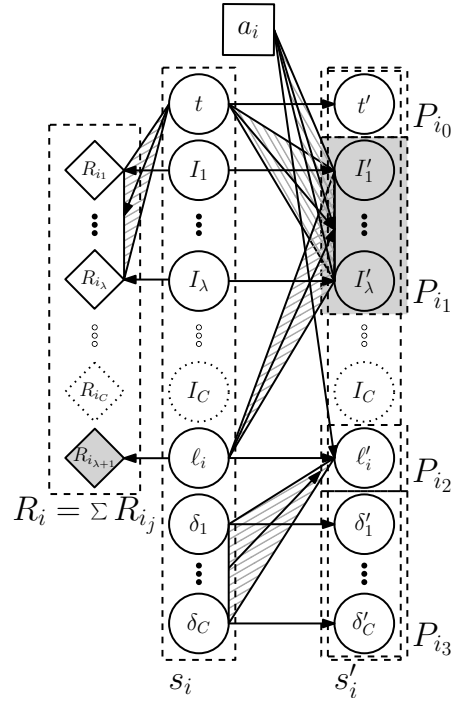 a_i
t t′ P_{i_0}
R_{i_1} I_1 I′_1
R_{i_λ} I_λ I′_λ P_{i_1}
R_{i_C} I_C I′_C
R_{i_{λ+1}} ℓ_i ℓ′_i P_{i_2}
R_i = Σ R_{i_j} δ_1 δ′_1
δ_C δ′_C P_{i_3}
s_i s′_i